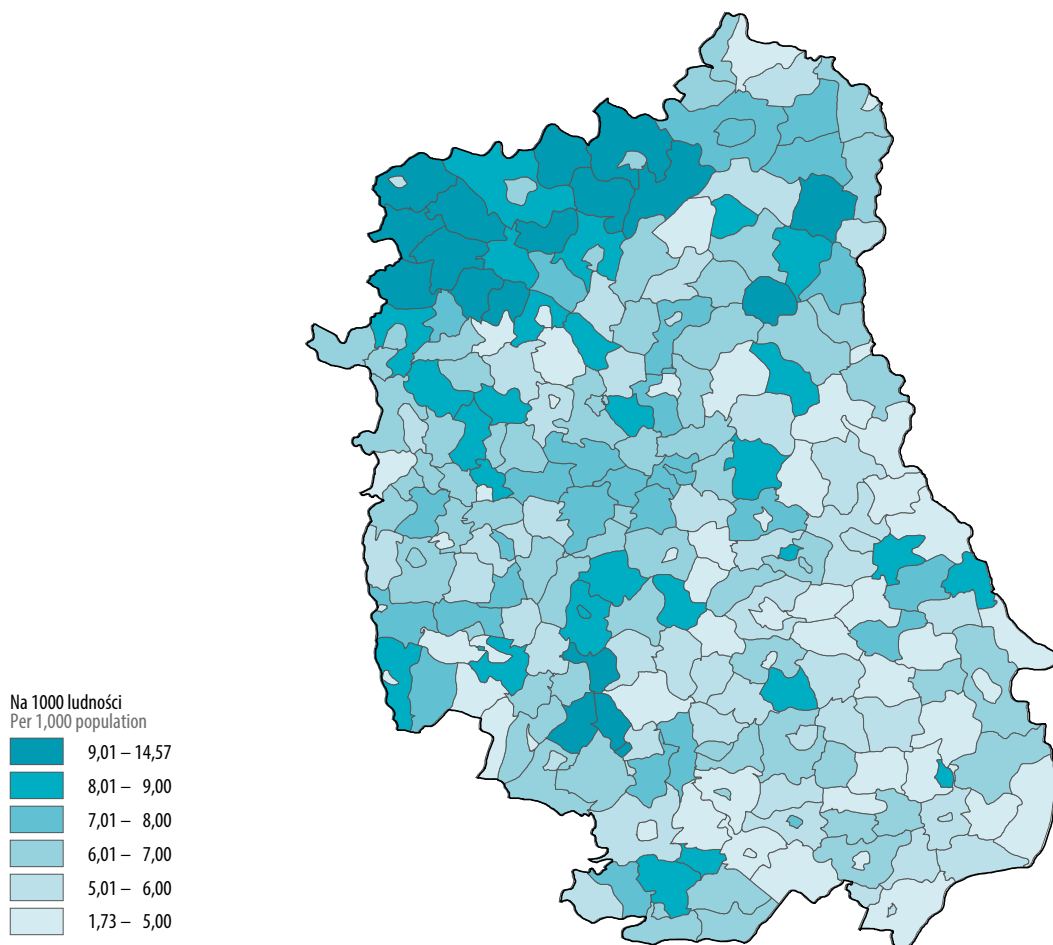 Na 1000 ludności
Per 1,000 population
9,01 – 14,57
8,01 – 9,00
7,01 – 8,00
6,01 – 7,00
5,01 – 6,00
1,73 – 5,00